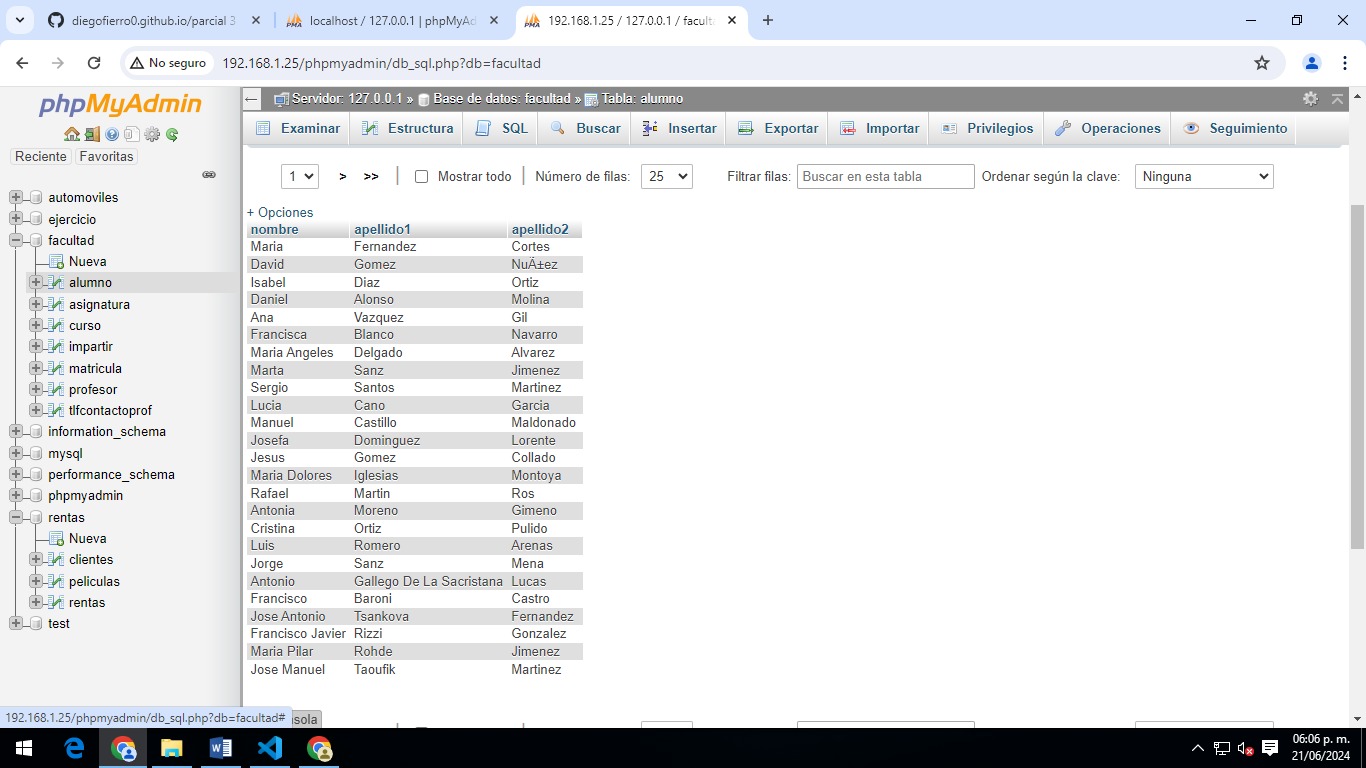 diegofierro0.github.io/parcial 3
localhost / 127.0.0.1 | phpMyAd
192.168.1.25 / 127.0.0.1 / facult
No seguro
192.168.1.25/phpmyadmin/db_sql.php?db=facultad
phpMyAdmin
Reciente
Favoritas
automoviles
ejercicio
facultad
Nueva
alumno
asignatura
curso
impartir
matricula
profesor
tlfcontactoprof
information_schema
mysql
performance_schema
phpmyadmin
rentas
Nueva
clientes
peliculas
rentas
test
Servidor: 127.0.0.1 » Base de datos: facultad » Tabla: alumno
Examinar Estructura SQL Buscar Insertar Exportar Importar Privilegios Operaciones Seguimiento
1 > >> | Mostrar todo | Número de filas: 25 Filtrar filas: Buscar en esta tabla Ordenar según la clave: Ninguna
+ Opciones
nombre apellido1 apellido2
Maria Fernandez Cortes
David Gomez NuÁ±ez
Isabel Diaz Ortiz
Daniel Alonso Molina
Ana Vazquez Gil
Francisca Blanco Navarro
Maria Angeles Delgado Alvarez
Marta Sanz Jimenez
Sergio Santos Martinez
Lucia Cano Garcia
Manuel Castillo Maldonado
Josefa Dominguez Lorente
Jesus Gomez Collado
Maria Dolores Iglesias Montoya
Rafael Martin Ros
Antonia Moreno Gimeno
Cristina Ortiz Pulido
Luis Romero Arenas
Jorge Sanz Mena
Antonio Gallego De La Sacristana Lucas
Francisco Baroni Castro
Jose Antonio Tsankova Fernandez
Francisco Javier Rizzi Gonzalez
Maria Pilar Rohde Jimenez
Jose Manuel Taoufik Martinez
192.168.1.25/phpmyadmin/db_sql.php?db=facultad#
nsola
06:06 p. m.
21/06/2024